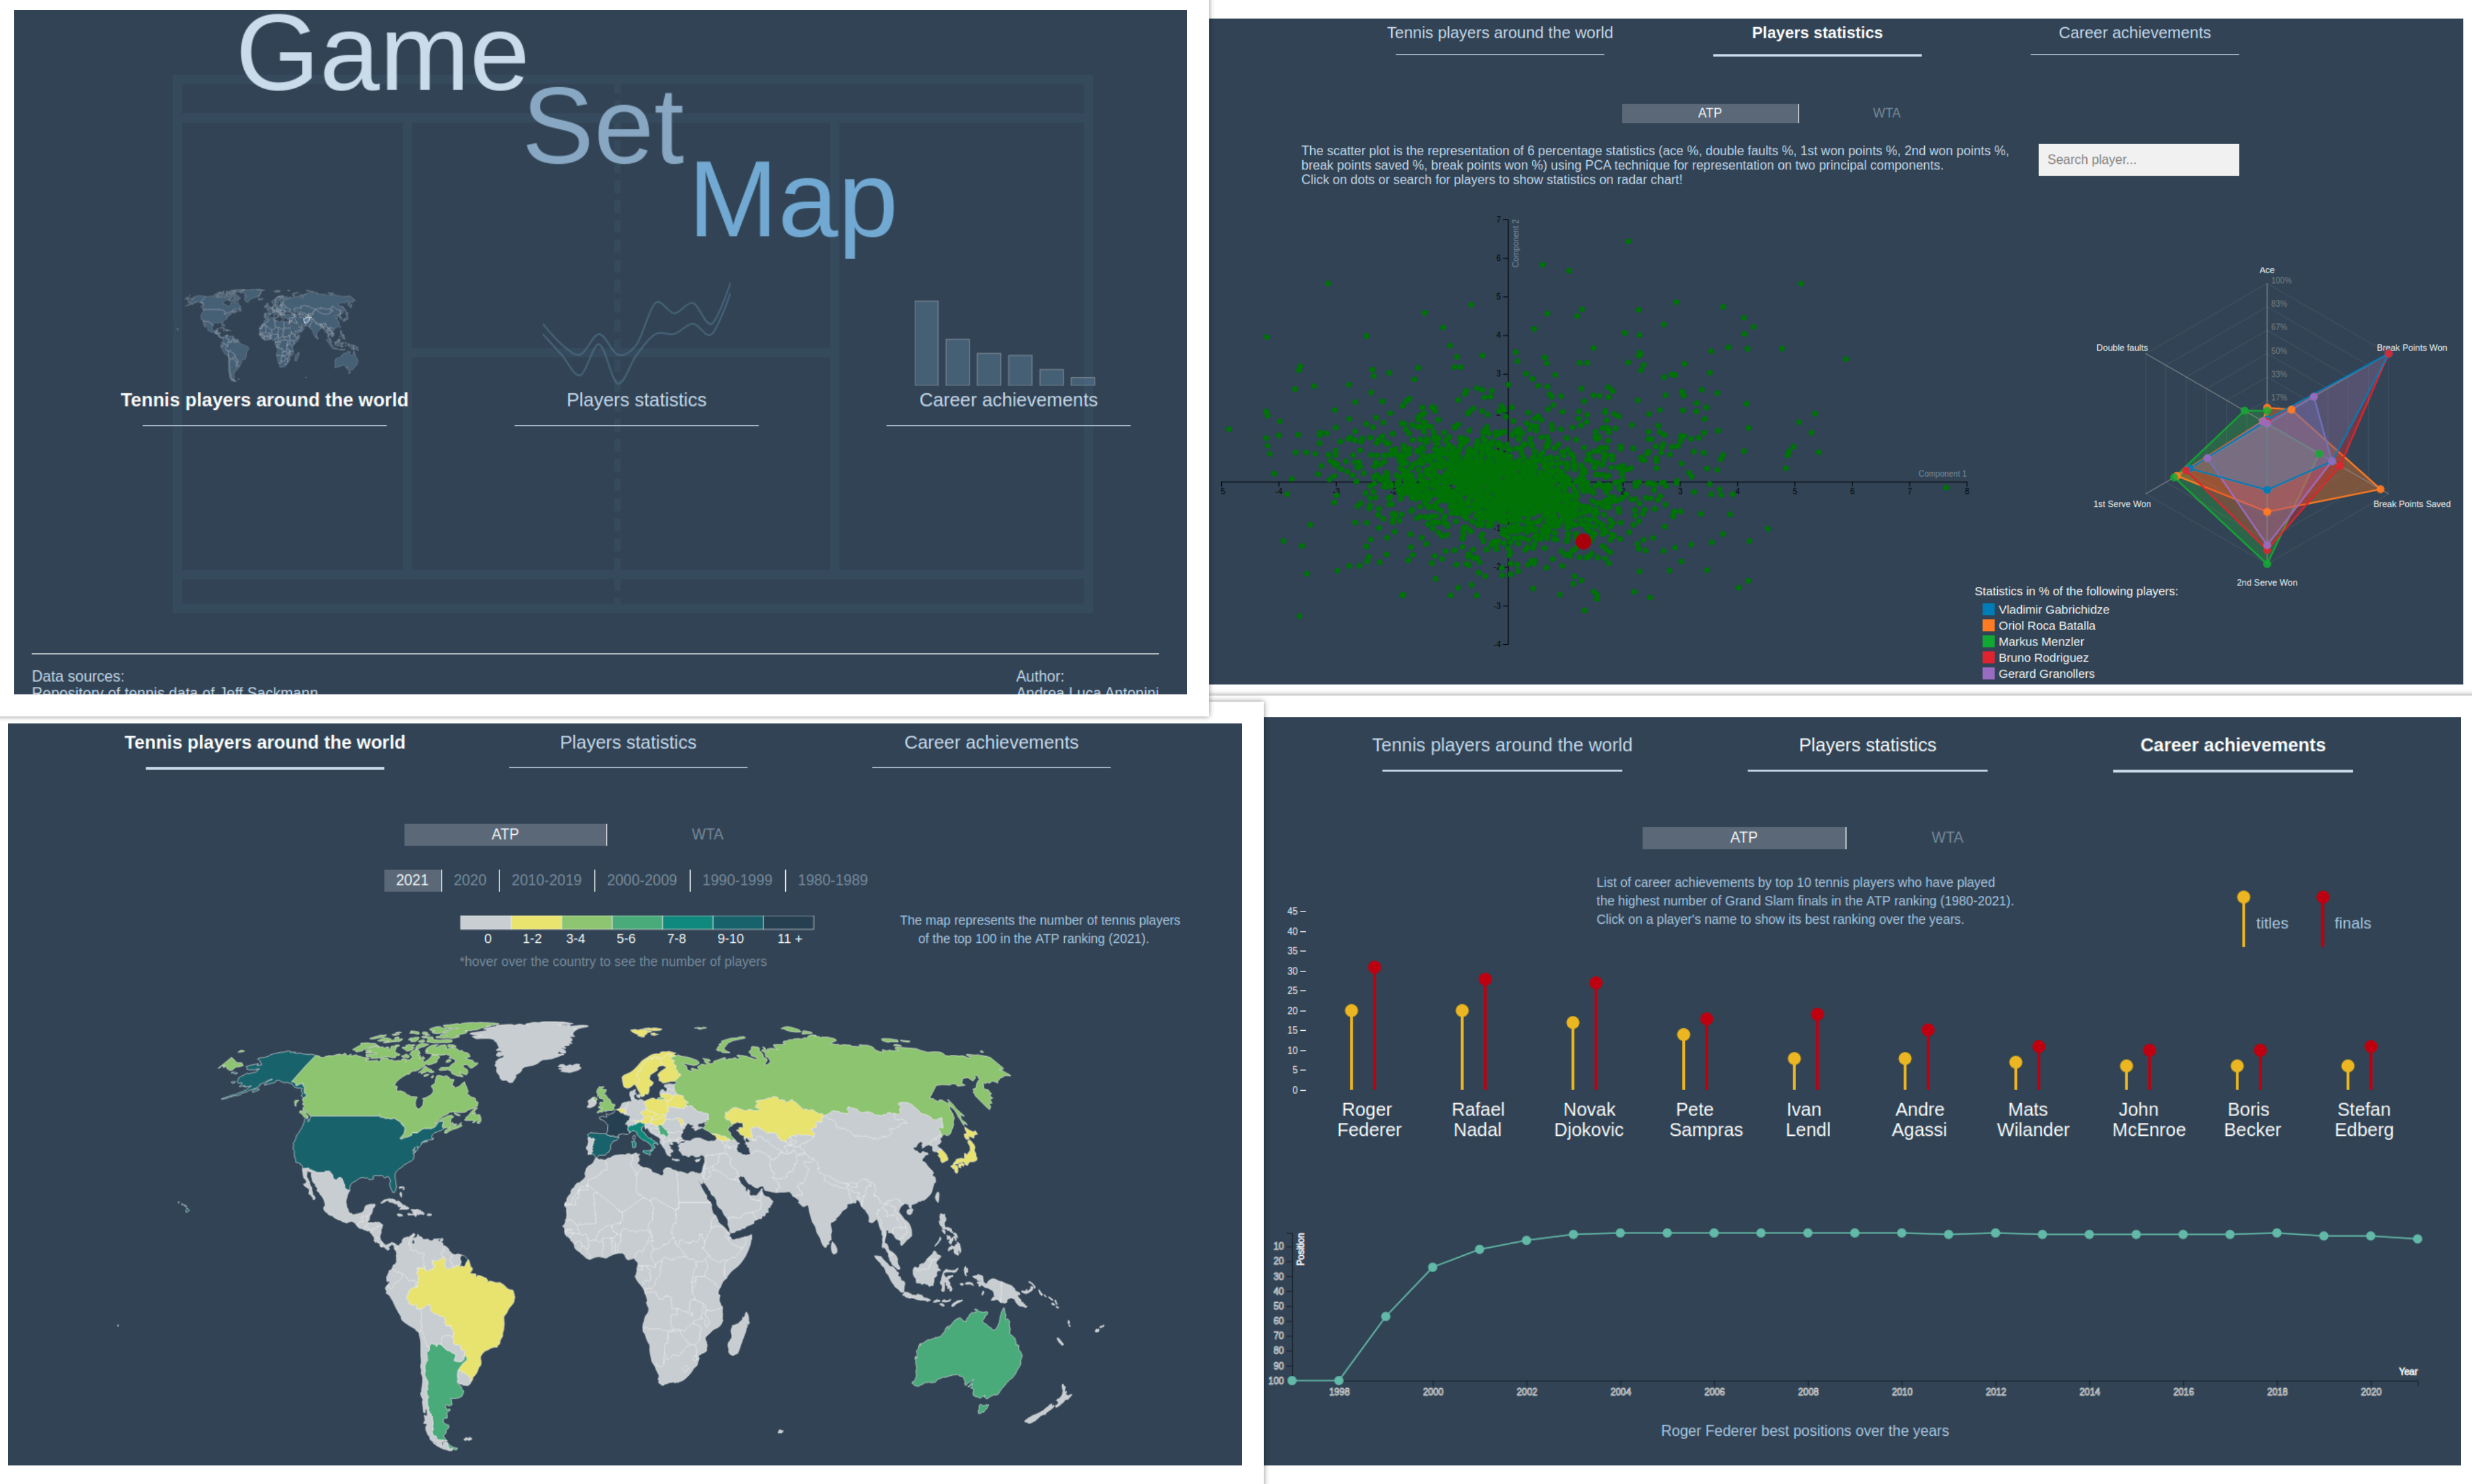 Game
Set
Map
Tennis players around the world
Players statistics
Career achievements
Data sources:
Repository of tennis data of Jeff Sackmann
Author:
Andrea Luca Antonini
Tennis players around the world
Players statistics
Career achievements
ATP
WTA
The scatter plot is the representation of 6 percentage statistics (ace %, double faults %, 1st won points %, 2nd won points %,
break points saved %, break points won %) using PCA technique for representation on two principal components.
Click on dots or search for players to show statistics on radar chart!
Search player...
Component 2
7
6
5
4
3
Component 1
-4
5
6
7
8
-2
-3
-4
Ace
100%
83%
67%
50%
33%
17%
Double faults
Break Points Won
1st Serve Won
Break Points Saved
2nd Serve Won
Statistics in % of the following players:
Vladimir Gabrichidze
Oriol Roca Batalla
Markus Menzler
Bruno Rodriguez
Gerard Granollers
Tennis players around the world
Players statistics
Career achievements
ATP
WTA
2021
2020
2010-2019
2000-2009
1990-1999
1980-1989
0
1-2
3-4
5-6
7-8
9-10
11 +
*hover over the country to see the number of players
The map represents the number of tennis players
of the top 100 in the ATP ranking (2021).
Tennis players around the world
Players statistics
Career achievements
ATP
WTA
List of career achievements by top 10 tennis players who have played
the highest number of Grand Slam finals in the ATP ranking (1980-2021).
Click on a player's name to show its best ranking over the years.
titles
finals
45
40
35
30
25
20
15
10
5
0
Roger
Federer
Rafael
Nadal
Novak
Djokovic
Pete
Sampras
Ivan
Lendl
Andre
Agassi
Mats
Wilander
John
McEnroe
Boris
Becker
Stefan
Edberg
Position
10
20
30
40
50
60
70
80
90
100
Year
1998
2000
2002
2004
2006
2008
2010
2012
2014
2016
2018
2020
Roger Federer best positions over the years